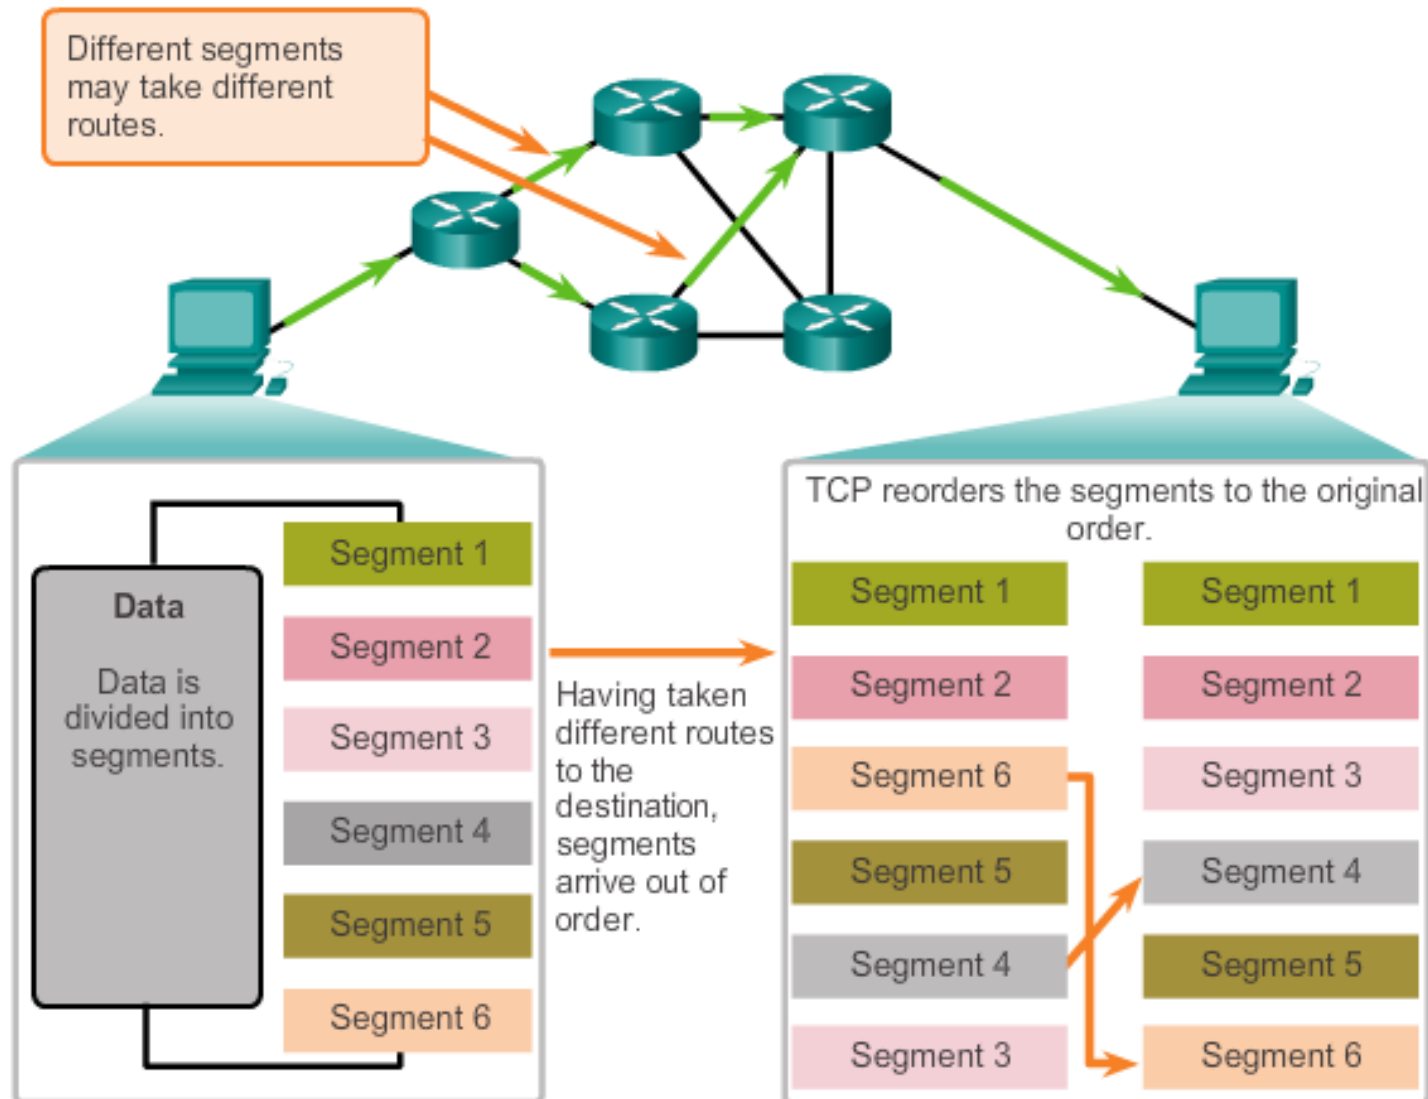 Different segments
may take different
routes.
Data
Data is
divided into
segments.
Segment 1
Segment 2
Segment 3
Segment 4
Segment 5
Segment 6
Having taken
different routes
to the
destination,
segments
arrive out of
order.
TCP reorders the segments to the original
order.
Segment 1
Segment 2
Segment 6
Segment 5
Segment 4
Segment 3
Segment 1
Segment 2
Segment 3
Segment 4
Segment 5
Segment 6